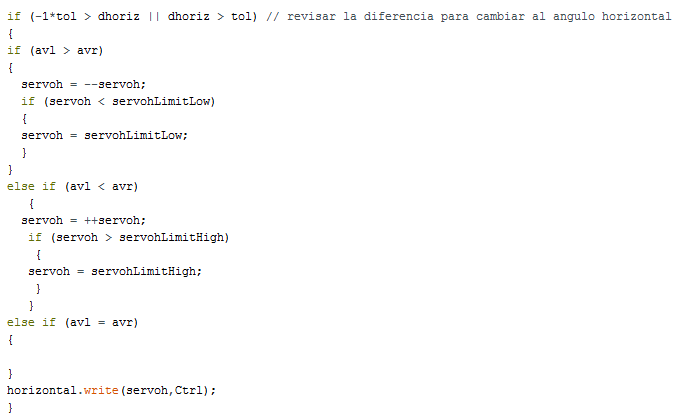 if (-1*tol > dhoriz || dhoriz > tol) // revisar la diferencia para cambiar al angulo horizontal
{
if (avl > avr)
{
  servoh = --servoh;
  if (servoh < servohLimitLow)
  {
  servoh = servohLimitLow;
  }
}
else if (avl < avr)
   {
  servoh = ++servoh;
   if (servoh > servohLimitHigh)
    {
   servoh = servohLimitHigh;
    }
   }
else if (avl = avr)
{

}
horizontal.write(servoh,Ctrl);
}